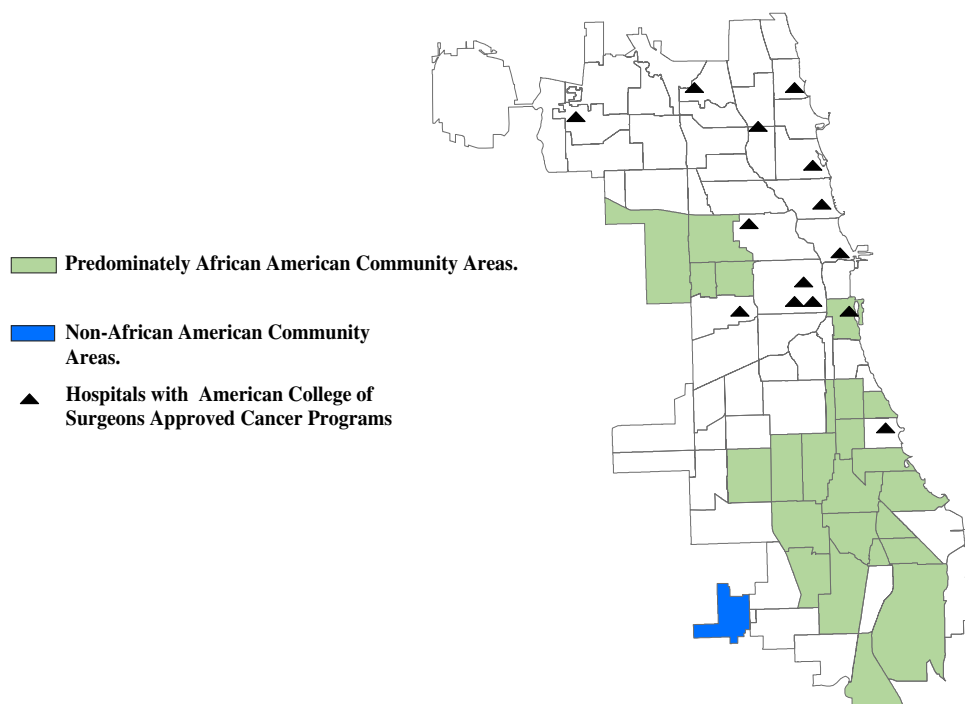 Predominately African American Community Areas.
Non-African American Community
Areas.
Hospitals with American College of
Surgeons Approved Cancer Programs